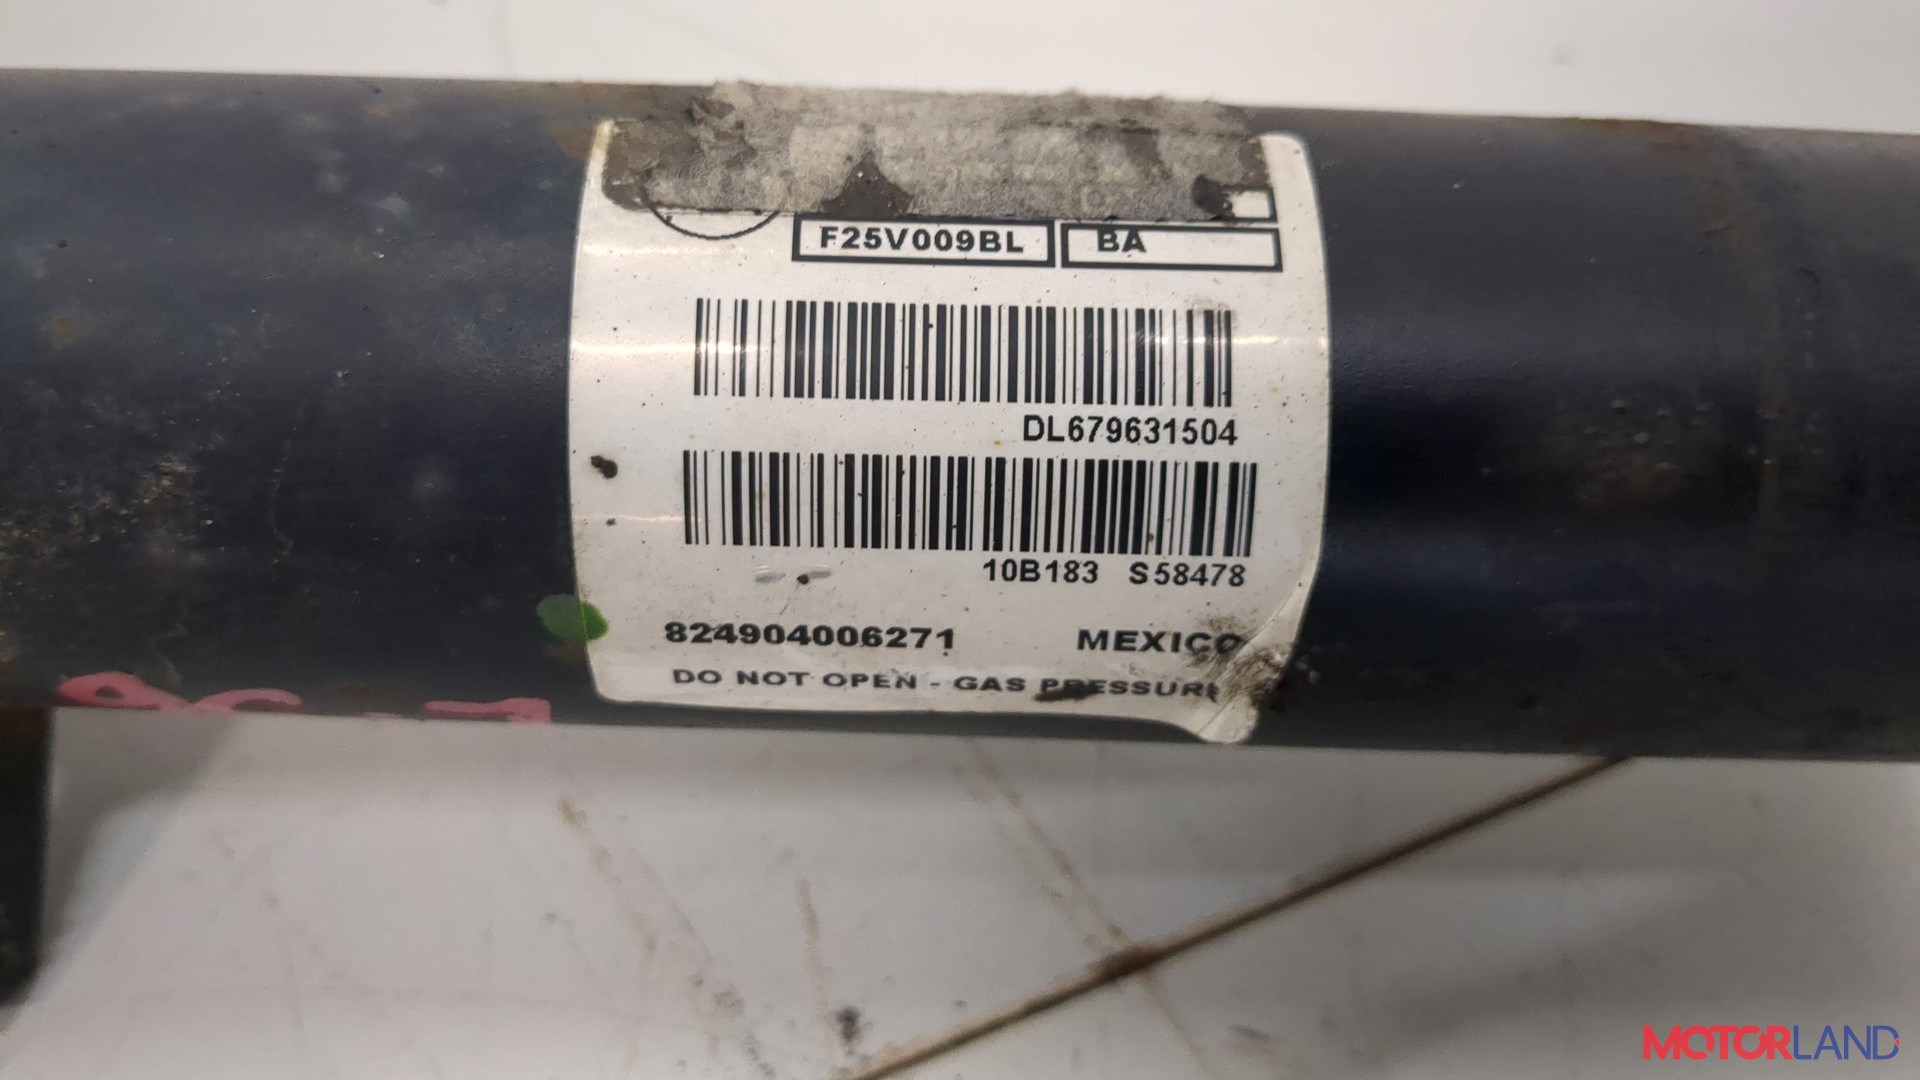 F25V009BL BA
DL679631504
10B183 S58478
824904006271 MEXICO
DO NOT OPEN - GAS PRESSURE
MOTORLAND